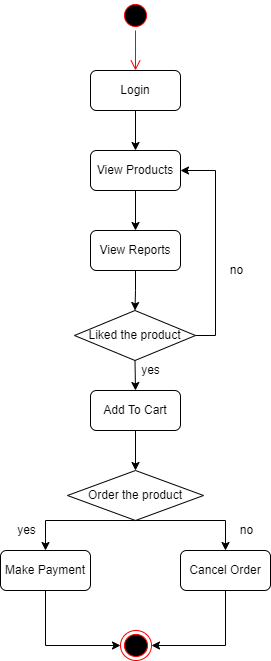 Login
View Products
View Reports
no
Liked the product
yes
Add To Cart
Order the product
yes
no
Make Payment
Cancel Order